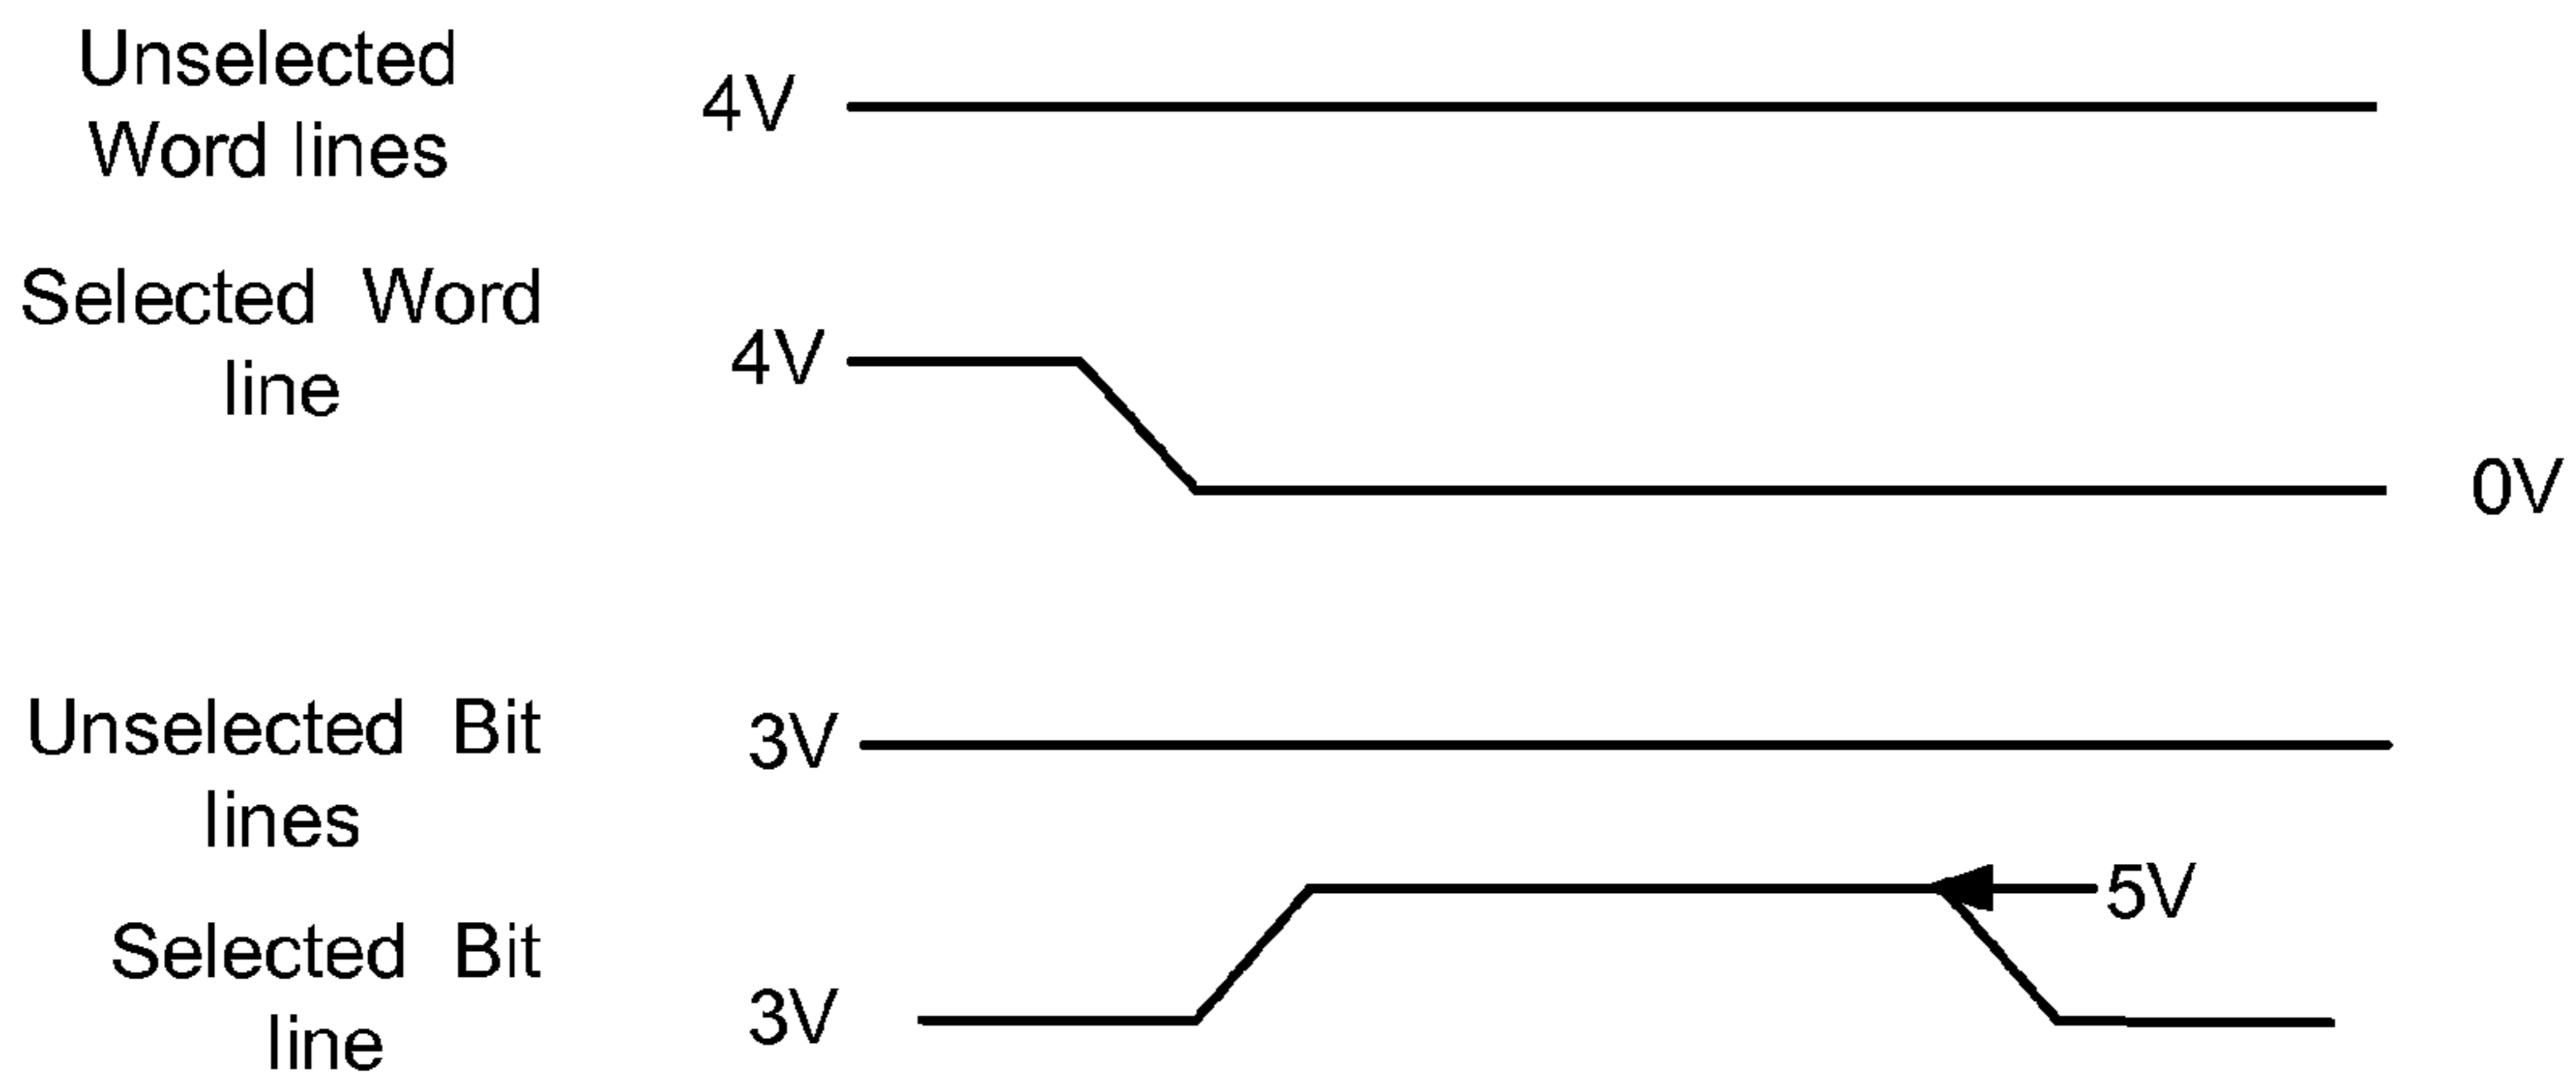 Unselected
Word lines
4V
Selected Word
line
4V
0V
Unselected Bit
lines
3V
5V
Selected Bit
line
3V